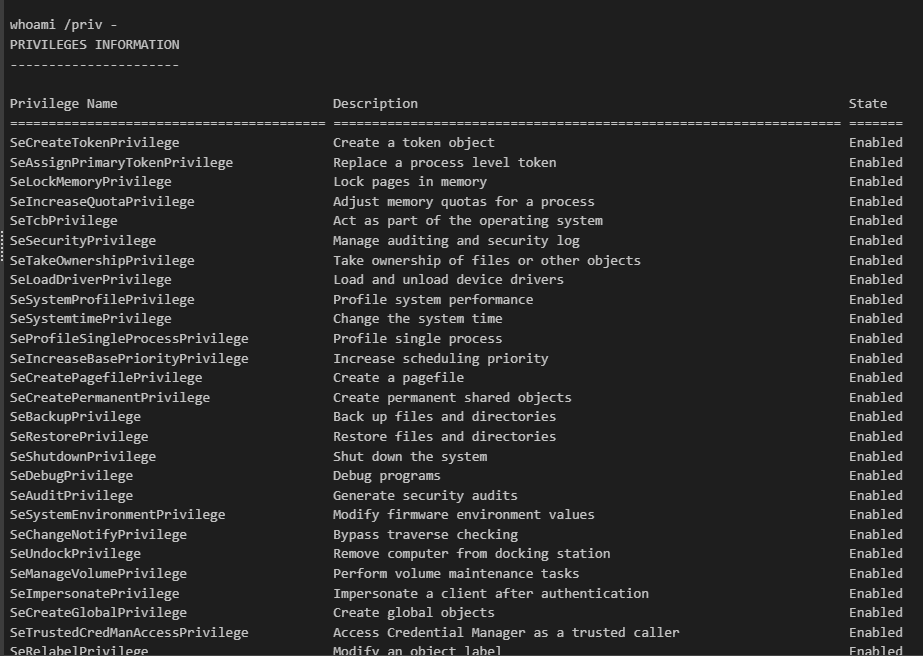 whoami /priv -
PRIVILEGES INFORMATION
----------------------
Privilege Name Description State
========================================= ================================================================== =======
SeCreateTokenPrivilege Create a token object Enabled
SeAssignPrimaryTokenPrivilege Replace a process level token Enabled
SeLockMemoryPrivilege Lock pages in memory Enabled
SeIncreaseQuotaPrivilege Adjust memory quotas for a process Enabled
SeTcbPrivilege Act as part of the operating system Enabled
SeSecurityPrivilege Manage auditing and security log Enabled
SeTakeOwnershipPrivilege Take ownership of files or other objects Enabled
SeLoadDriverPrivilege Load and unload device drivers Enabled
SeSystemProfilePrivilege Profile system performance Enabled
SeSystemtimePrivilege Change the system time Enabled
SeProfileSingleProcessPrivilege Profile single process Enabled
SeIncreaseBasePriorityPrivilege Increase scheduling priority Enabled
SeCreatePagefilePrivilege Create a pagefile Enabled
SeCreatePermanentPrivilege Create permanent shared objects Enabled
SeBackupPrivilege Back up files and directories Enabled
SeRestorePrivilege Restore files and directories Enabled
SeShutdownPrivilege Shut down the system Enabled
SeDebugPrivilege Debug programs Enabled
SeAuditPrivilege Generate security audits Enabled
SeSystemEnvironmentPrivilege Modify firmware environment values Enabled
SeChangeNotifyPrivilege Bypass traverse checking Enabled
SeUndockPrivilege Remove computer from docking station Enabled
SeManageVolumePrivilege Perform volume maintenance tasks Enabled
SeImpersonatePrivilege Impersonate a client after authentication Enabled
SeCreateGlobalPrivilege Create global objects Enabled
SeTrustedCredManAccessPrivilege Access Credential Manager as a trusted caller Enabled
SeRelabelPrivilege Modify an object label Enabled